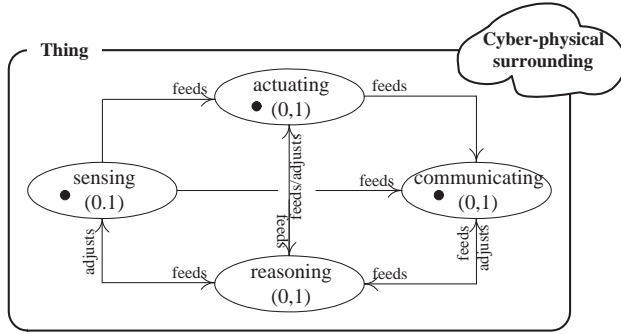 Thing
Cyber-physical
surrounding
feeds
actuating
(0,1)
feeds
sensing
(0.1)
feeds/adjusts
feeds
feeds
communicating
(0,1)
adjusts
feeds
reasoning
(0,1)
feeds
feeds
adjusts